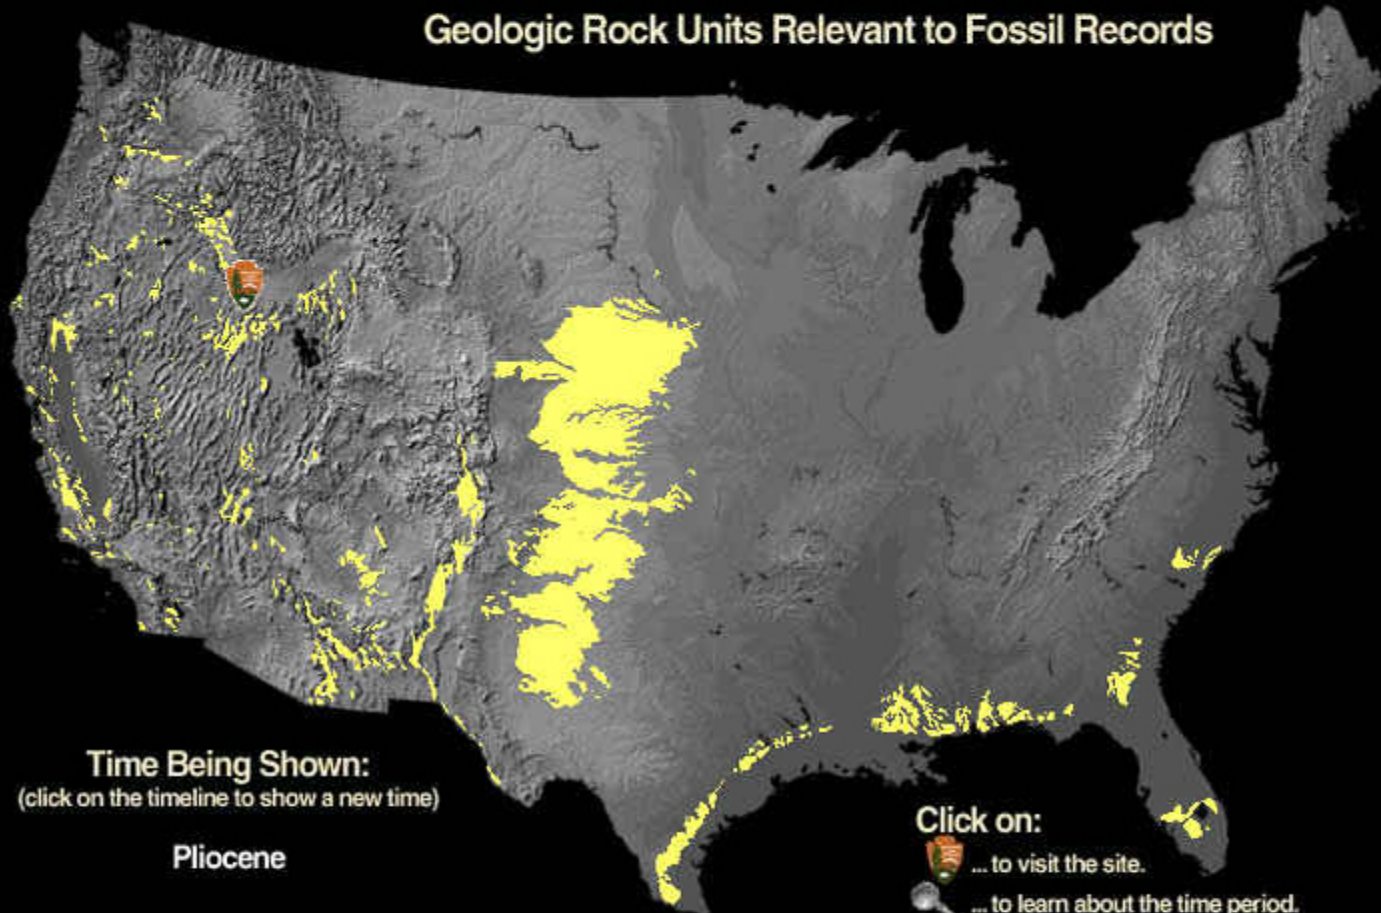 Geologic Rock Units Relevant to Fossil Records
Time Being Shown:
(click on the timeline to show a new time)
Pliocene
Click on:
... to visit the site.
... to learn about the time period.